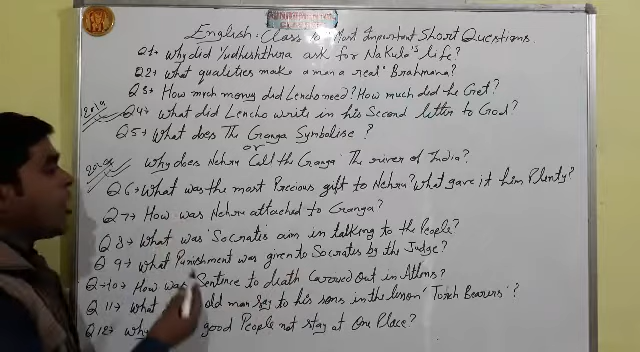 English: Class 10 "Most Important Short Questions
Q1→ Why did Yudhishthira ask for Nakula's life?
Q2→ What qualities make a man a real "Brahmana?
Q3→ How much money did Lencho need? How much did he Get?
Q4→ What did Lencho write in his Second letter to God?
Q5→ What does The Ganga Symbolise?
or
Why does Nehru Call the Ganga The river of India?
Q6→ What was the most Precious gift to Nehru? What gave it him Plenty?
Q7→ How was Nehru attached to Ganga?
Q8→ What was Socratis aim in talking to the People?
Q9→ What Punishment was given to Socrates by the Judge?
Q→10→ How was Sentence to death Carried Out in Athens?
Q11→ What old man say to his sons in the lesson "Torch Bearers"?
Q12→ Why good People not stay at One Place?